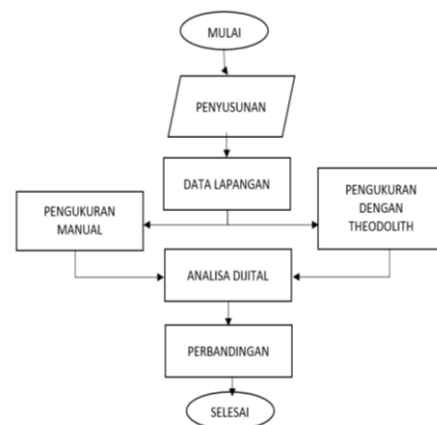 MULAI
PENYUSUNAN
DATA LAPANGAN
PENGUKURAN
MANUAL
PENGUKURAN
DENGAN
THEODOLITH
ANALISA DIJITAL
PERBANDINGAN
SELESAI